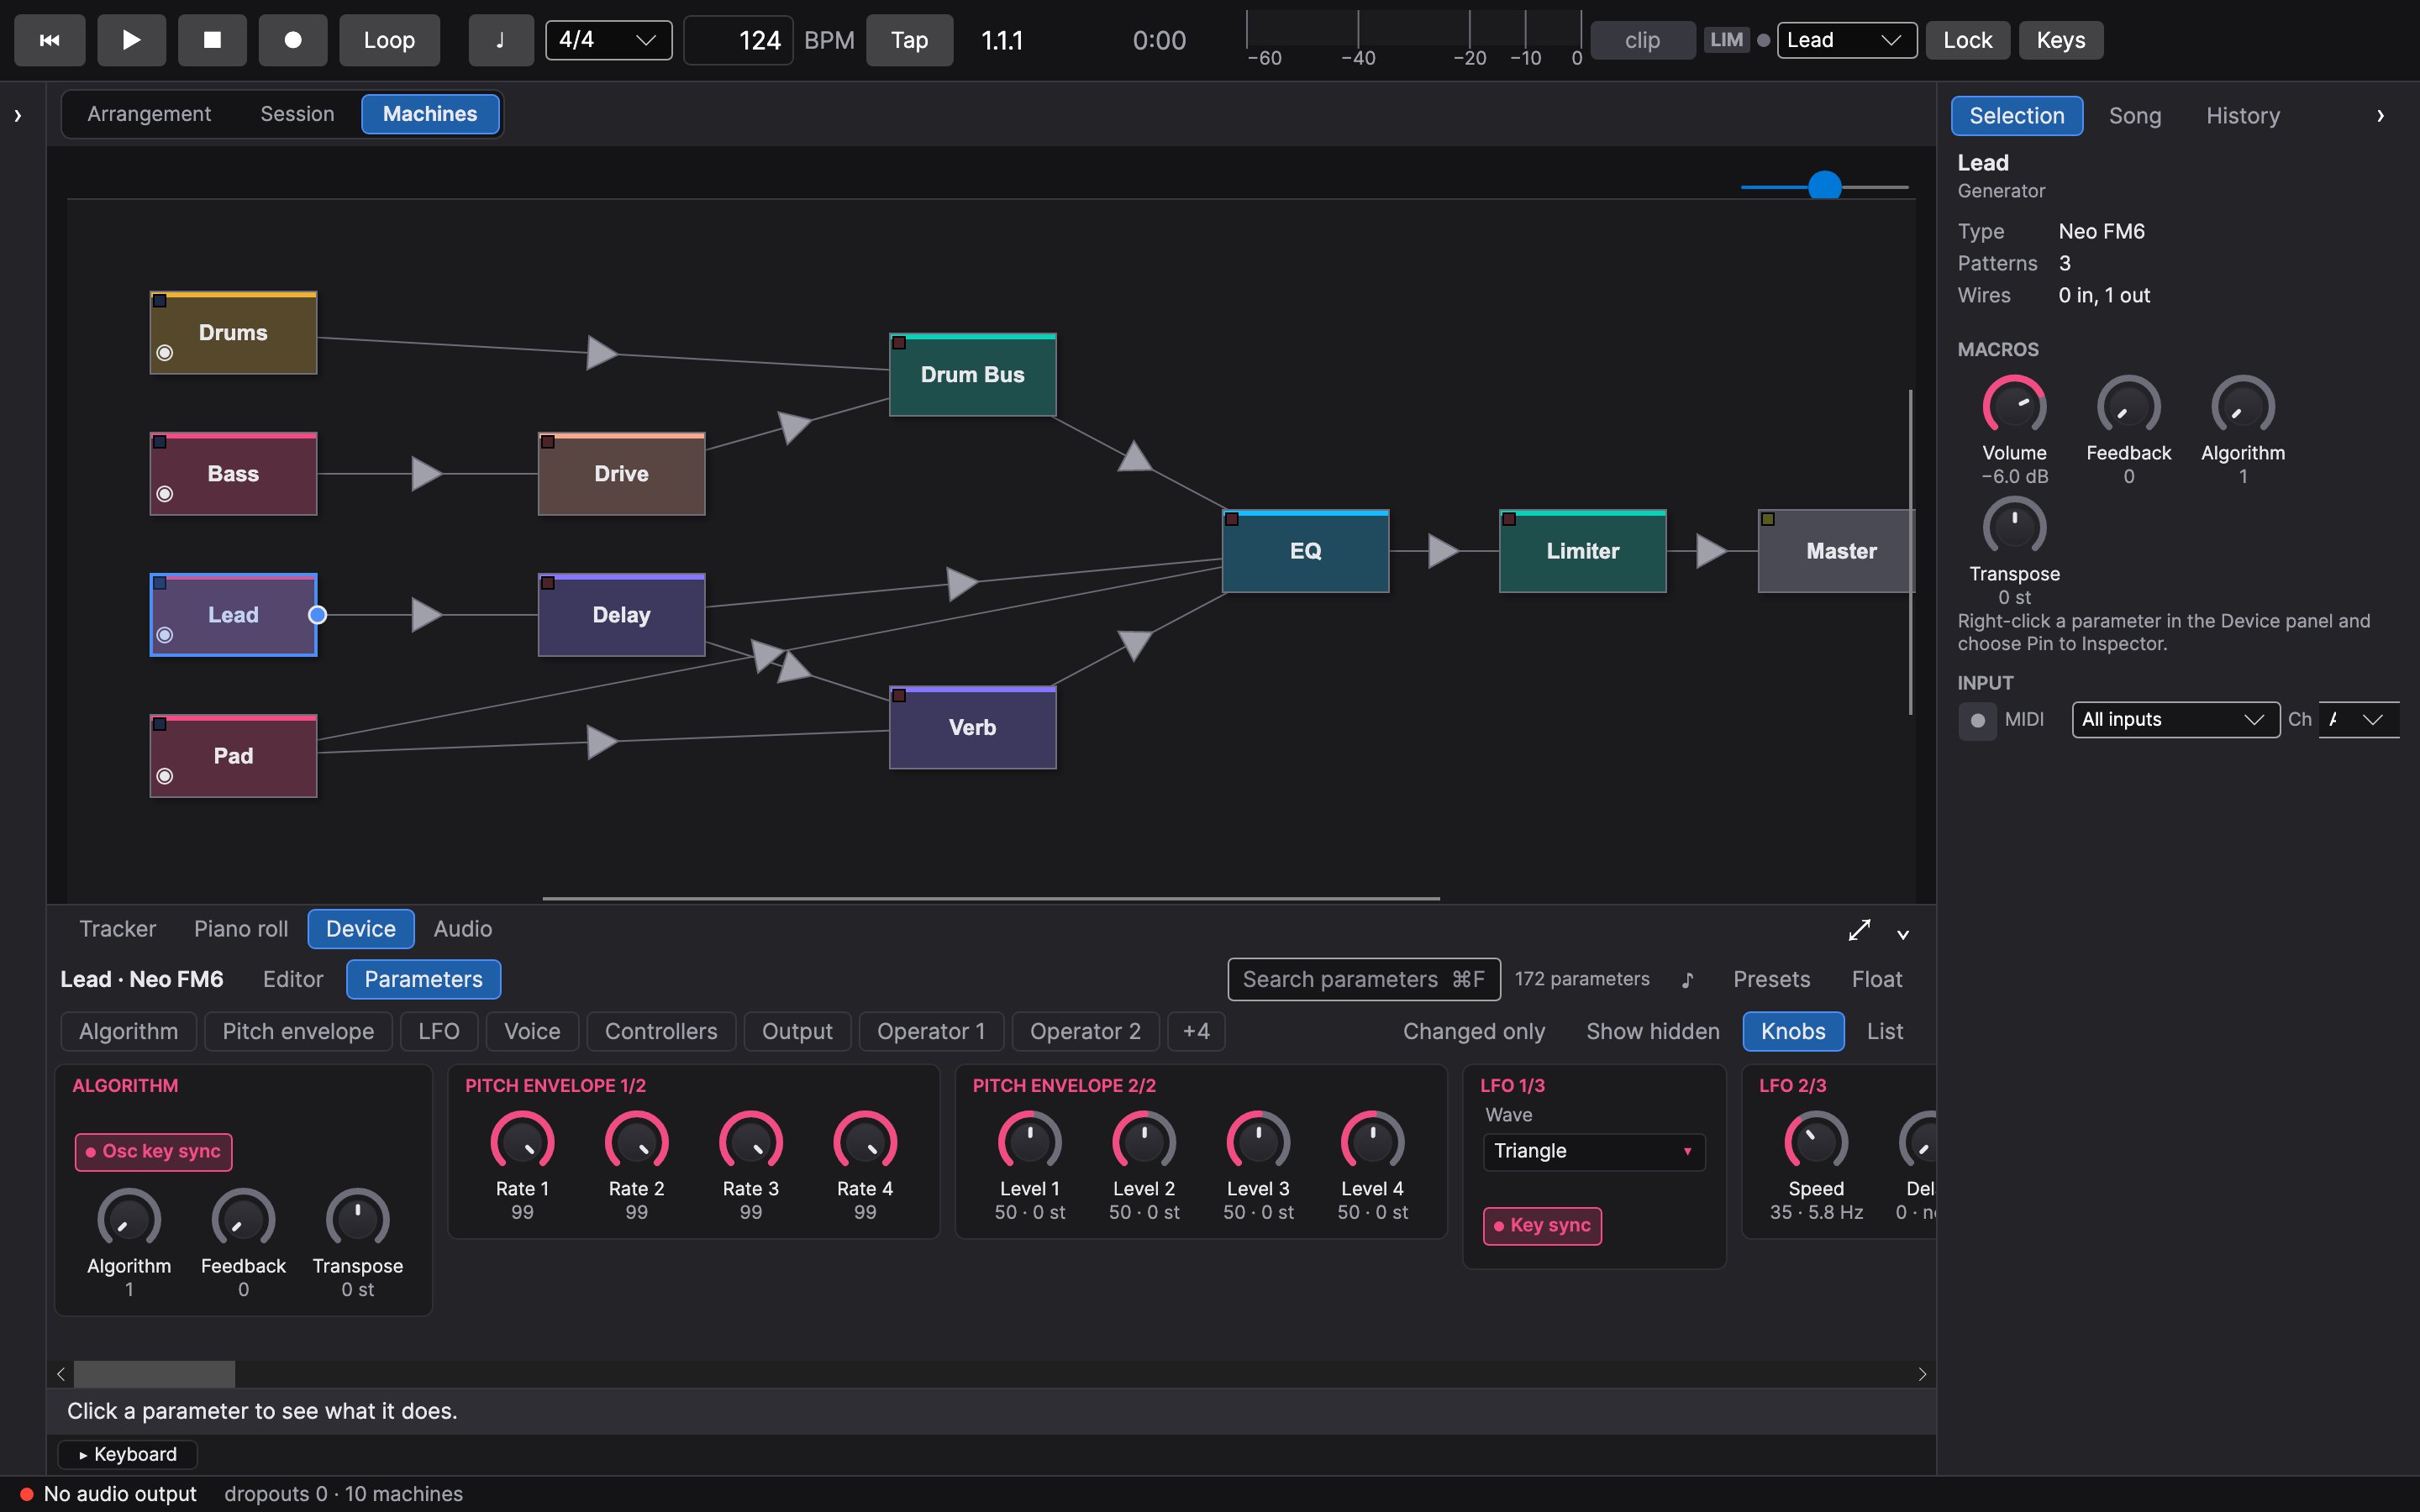 Loop
4/4
124 BPM
Tap
1.1.1
0:00
−60 −40 −20 −10 0
clip
LIM
Lead
Lock
Keys
Arrangement Session Machines
Selection Song History
Lead
Generator
Type Neo FM6
Patterns 3
Wires 0 in, 1 out
MACROS
Volume Feedback Algorithm
−6.0 dB 0 1
Transpose
0 st
Right-click a parameter in the Device panel and
choose Pin to Inspector.
INPUT
MIDI All inputs Ch
Drums
Drum Bus
Bass
Drive
EQ
Limiter
Master
Lead
Delay
Verb
Pad
Tracker Piano roll Device Audio
Lead · Neo FM6 Editor Parameters
Search parameters ⌘F 172 parameters Presets Float
Algorithm Pitch envelope LFO Voice Controllers Output Operator 1 Operator 2 +4
Changed only Show hidden Knobs List
ALGORITHM
Osc key sync
Algorithm Feedback Transpose
1 0 0 st
PITCH ENVELOPE 1/2
Rate 1 Rate 2 Rate 3 Rate 4
99 99 99 99
PITCH ENVELOPE 2/2
Level 1 Level 2 Level 3 Level 4
50 · 0 st 50 · 0 st 50 · 0 st 50 · 0 st
LFO 1/3
Wave
Triangle
Key sync
LFO 2/3
Speed
35 · 5.8 Hz
Click a parameter to see what it does.
Keyboard
No audio output dropouts 0 · 10 machines